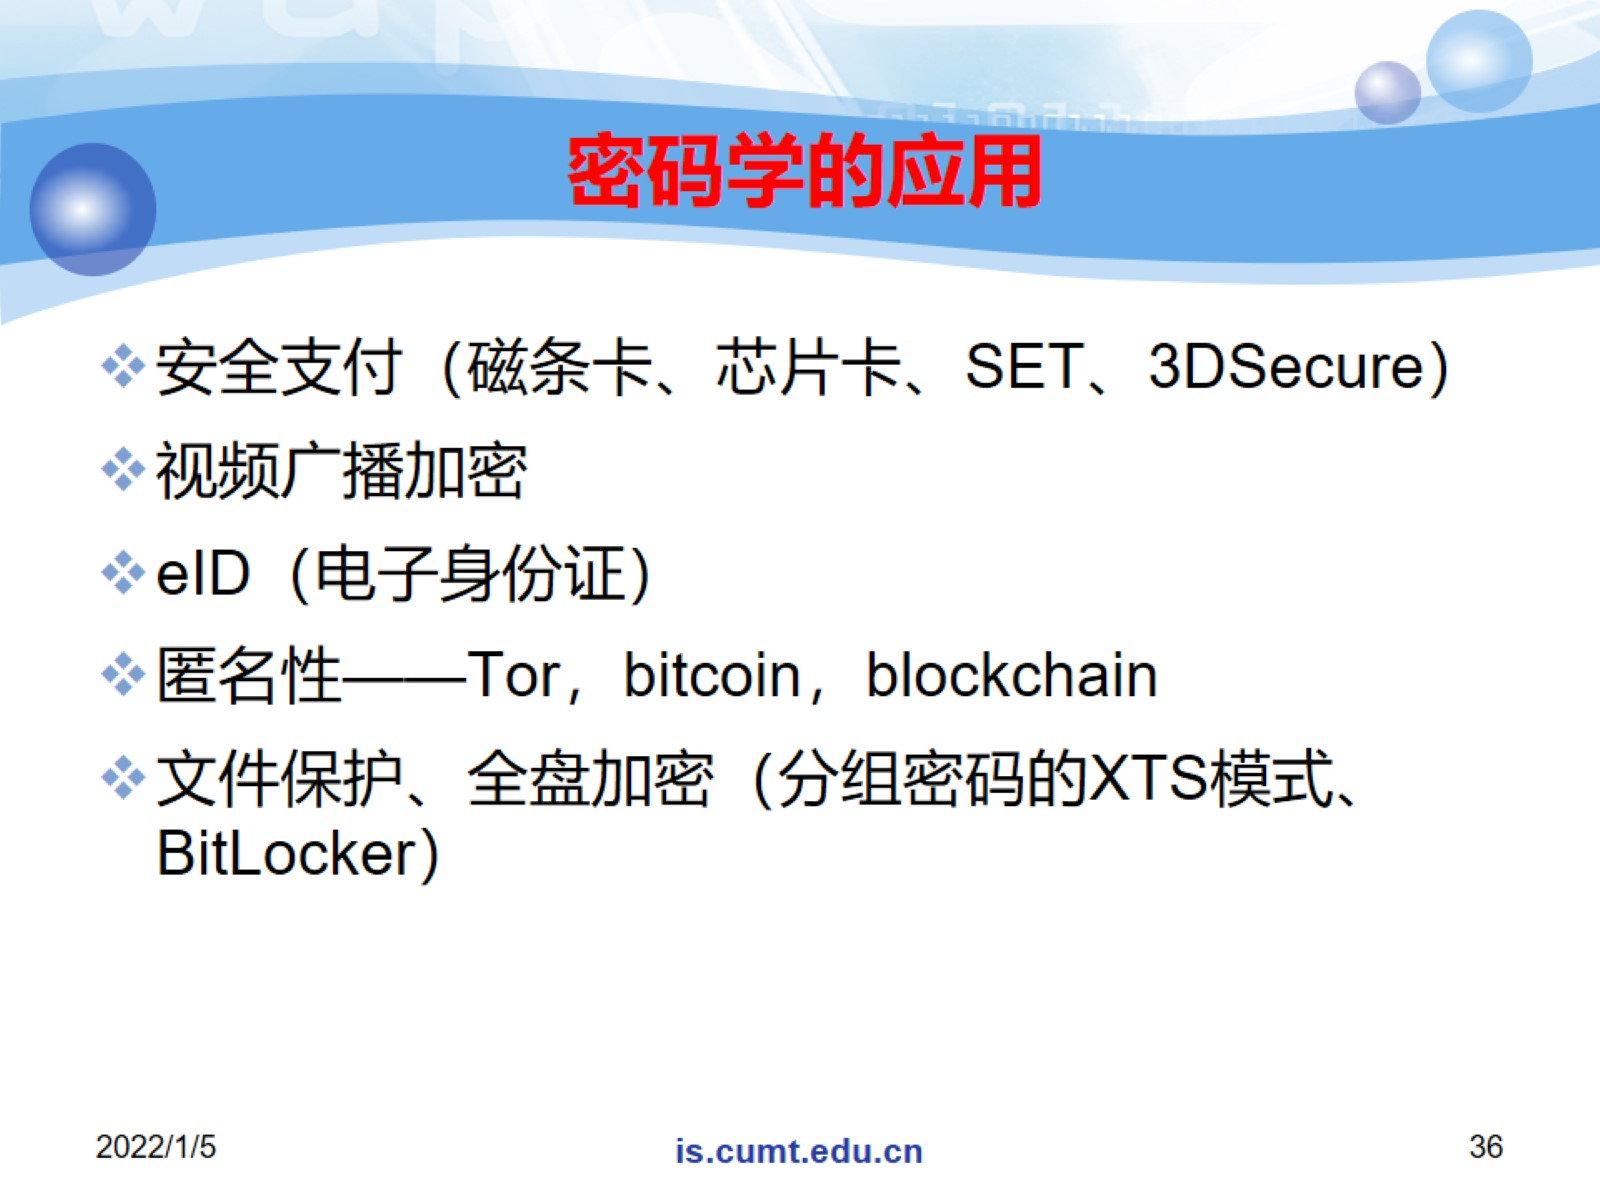 密码学的应用
安全支付（磁条卡、芯片卡、SET、3DSecure）
视频广播加密
eID（电子身份证）
匿名性——Tor，bitcoin，blockchain
文件保护、全盘加密（分组密码的XTS模式、
BitLocker）
2022/1/5
is.cumt.edu.cn
36